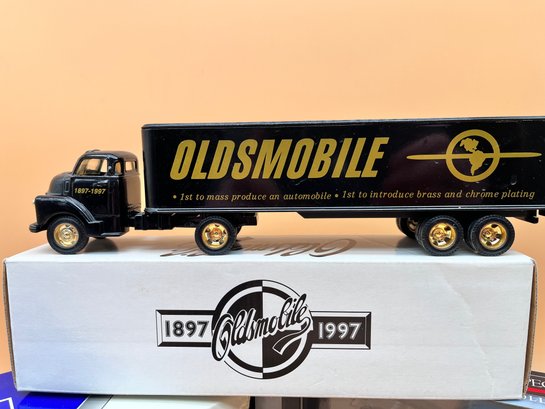 OLDSMOBILE
• 1st to mass produce an automobile • 1st to introduce brass and chrome plating
1897-1997
1897 Oldsmobile 1997